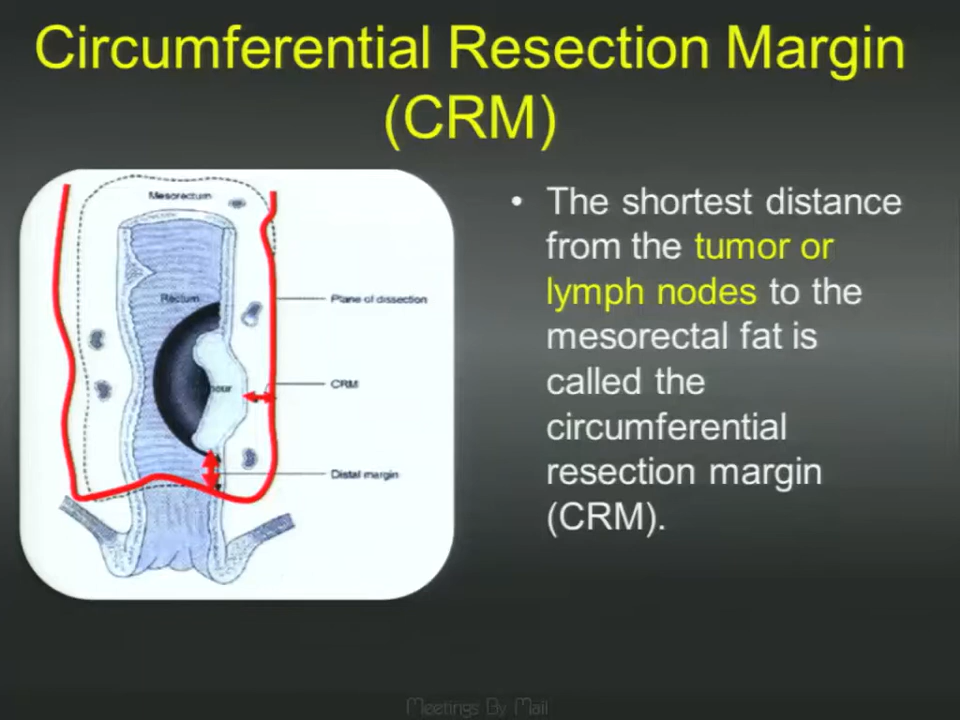 Circumferential Resection Margin
(CRM)
Mesorectum
Rectum
Plane of dissection
CRM
Distal margin
• The shortest distance
from the tumor or
lymph nodes to the
mesorectal fat is
called the
circumferential
resection margin
(CRM).
Meetings By Mail